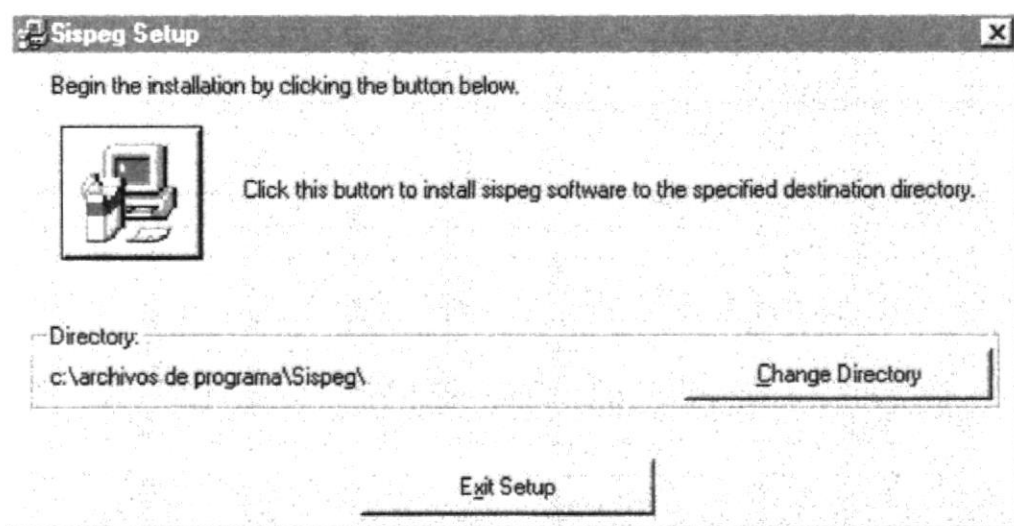 Sispeg Setup
Begin the installation by clicking the button below.
Click this button to install sispeg software to the specified destination directory.
Directory:
c:\archivos de programa\Sispeg\
Change Directory
Exit Setup